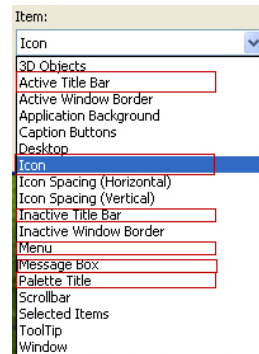 Item:
Icon
3D Objects
Active Title Bar
Active Window Border
Application Background
Caption Buttons
Desktop
Icon
Icon Spacing (Horizontal)
Icon Spacing (Vertical)
Inactive Title Bar
Inactive Window Border
Menu
Message Box
Palette Title
Scrollbar
Selected Items
ToolTip
Window